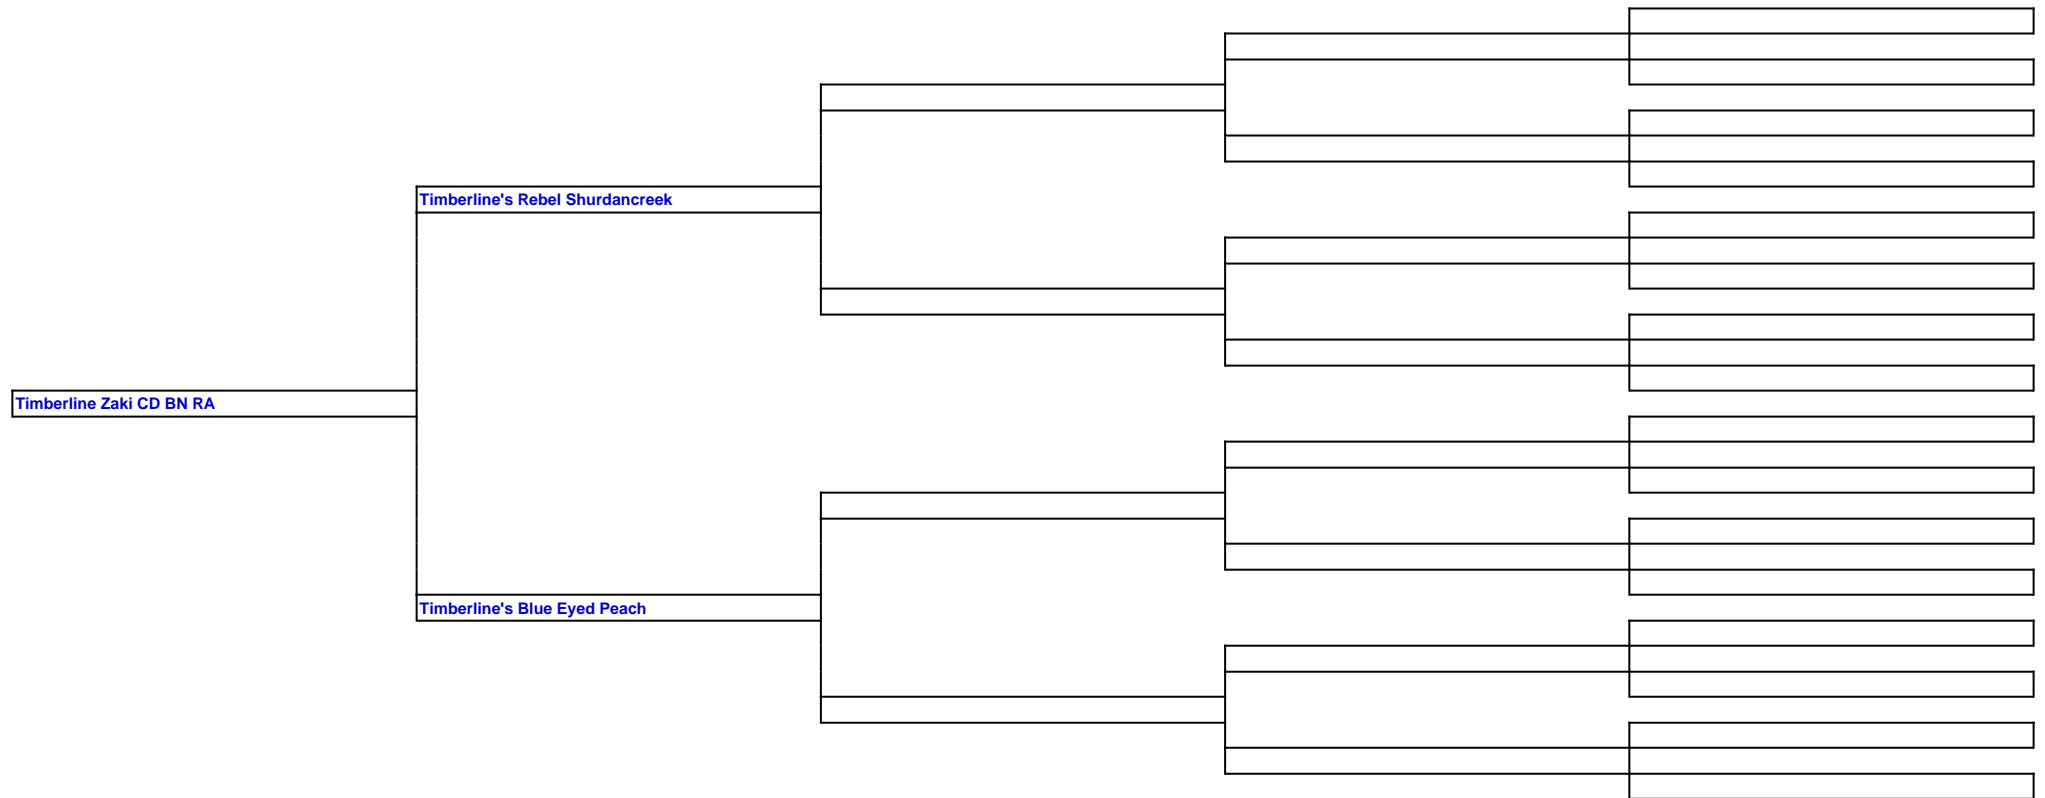 Timberline's Rebel Shurdancreek
Timberline Zaki CD BN RA
Timberline's Blue Eyed Peach